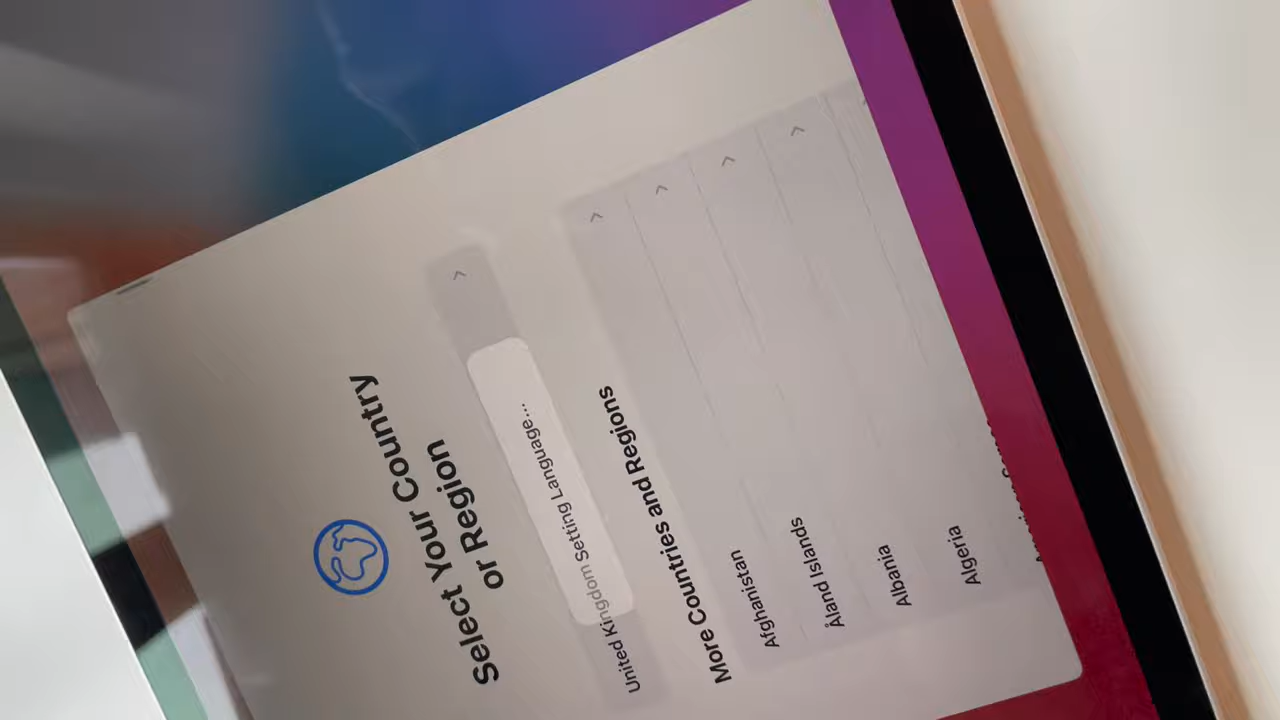 Select Your Country
or Region
United Kingdom
Setting Language...
More Countries and Regions
Afghanistan
Åland Islands
Albania
Algeria